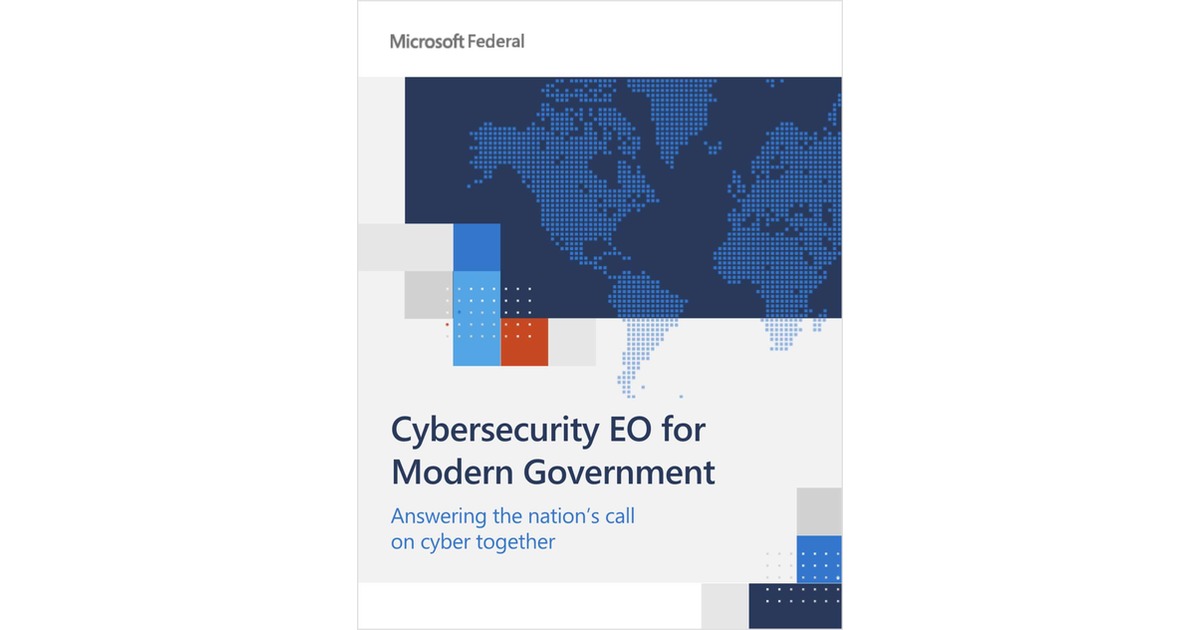 Microsoft Federal
Cybersecurity EO for
Modern Government
Answering the nation's call
on cyber together